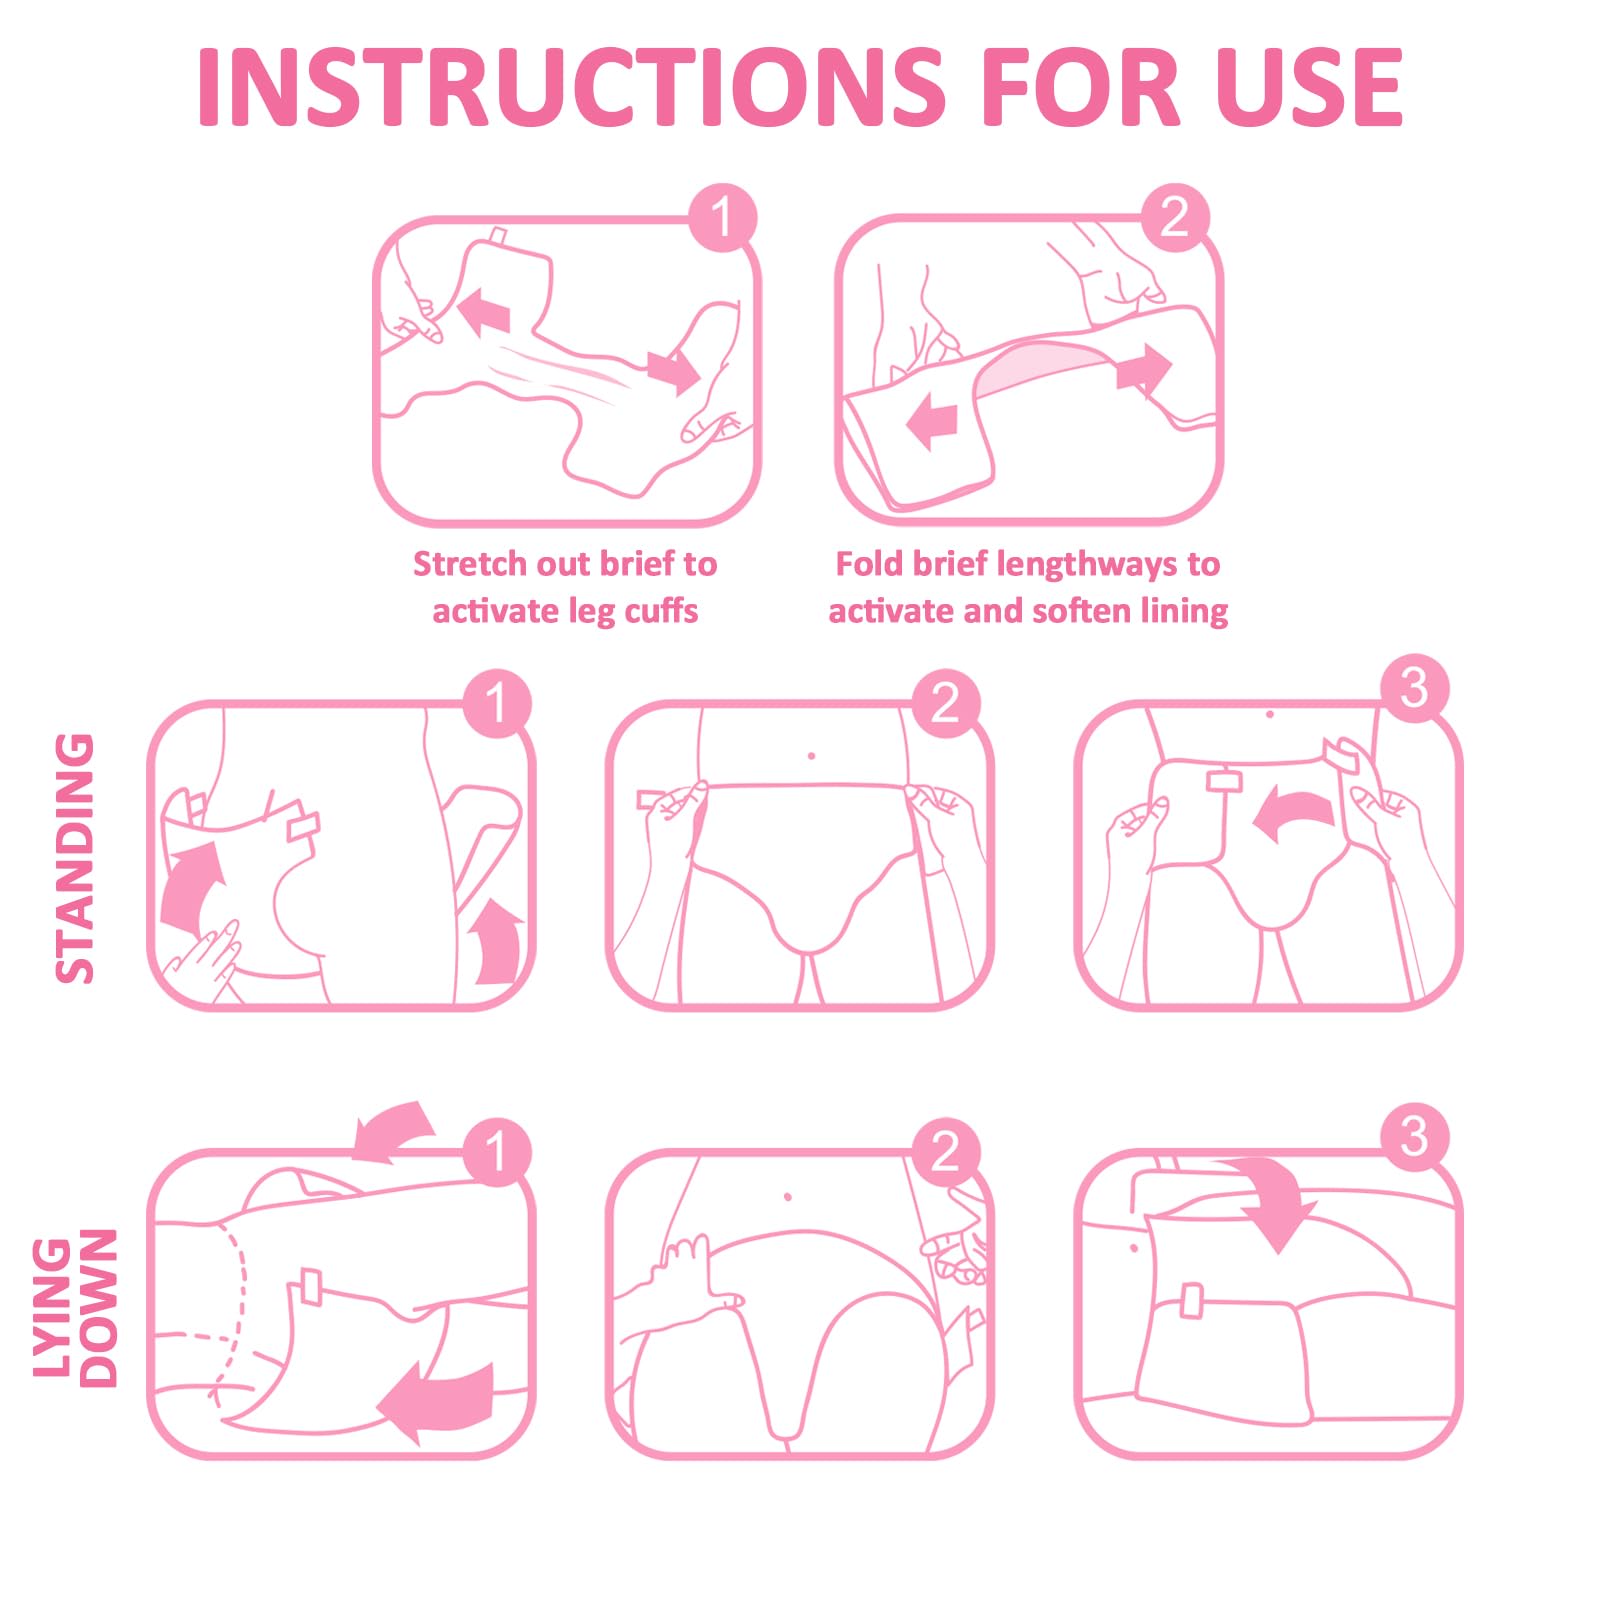 INSTRUCTIONS FOR USE
1
2
Stretch out brief to
activate leg cuffs
Fold brief lengthways to
activate and soften lining
STANDING
1
2
3
LYING
DOWN
1
2
3